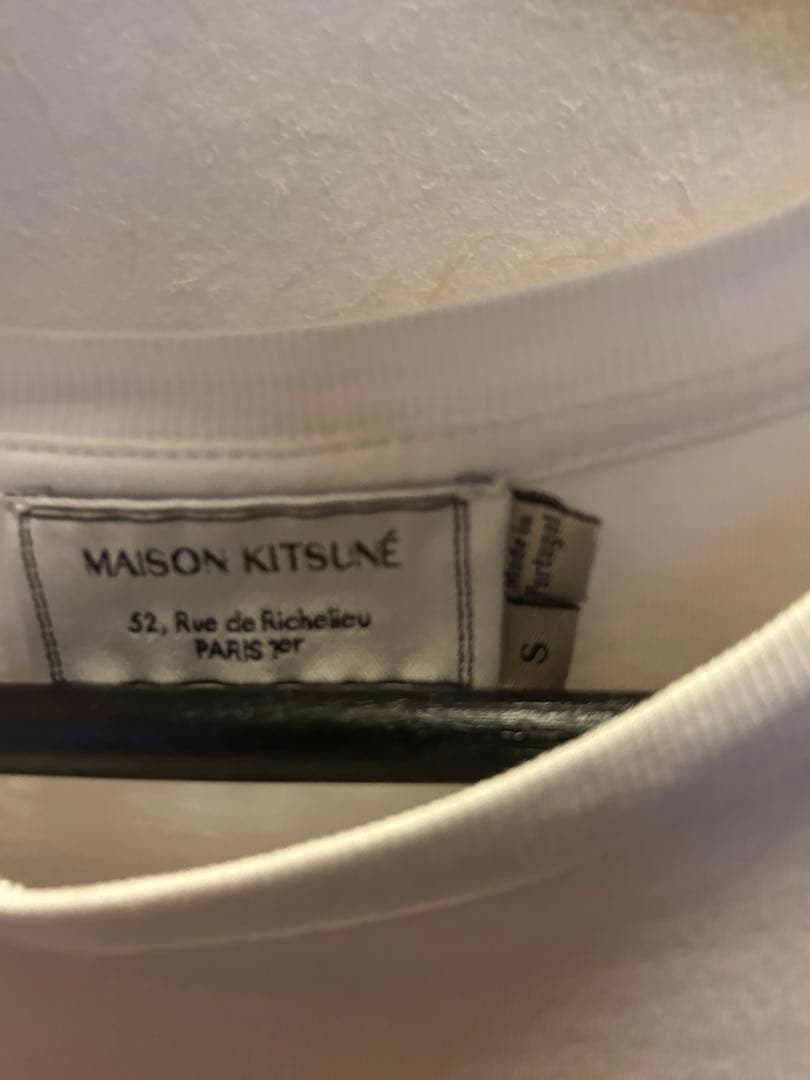 MAISON KITSUNÉ
52, Rue de Richelieu
PARIS 1er
Made in
Portugal
S